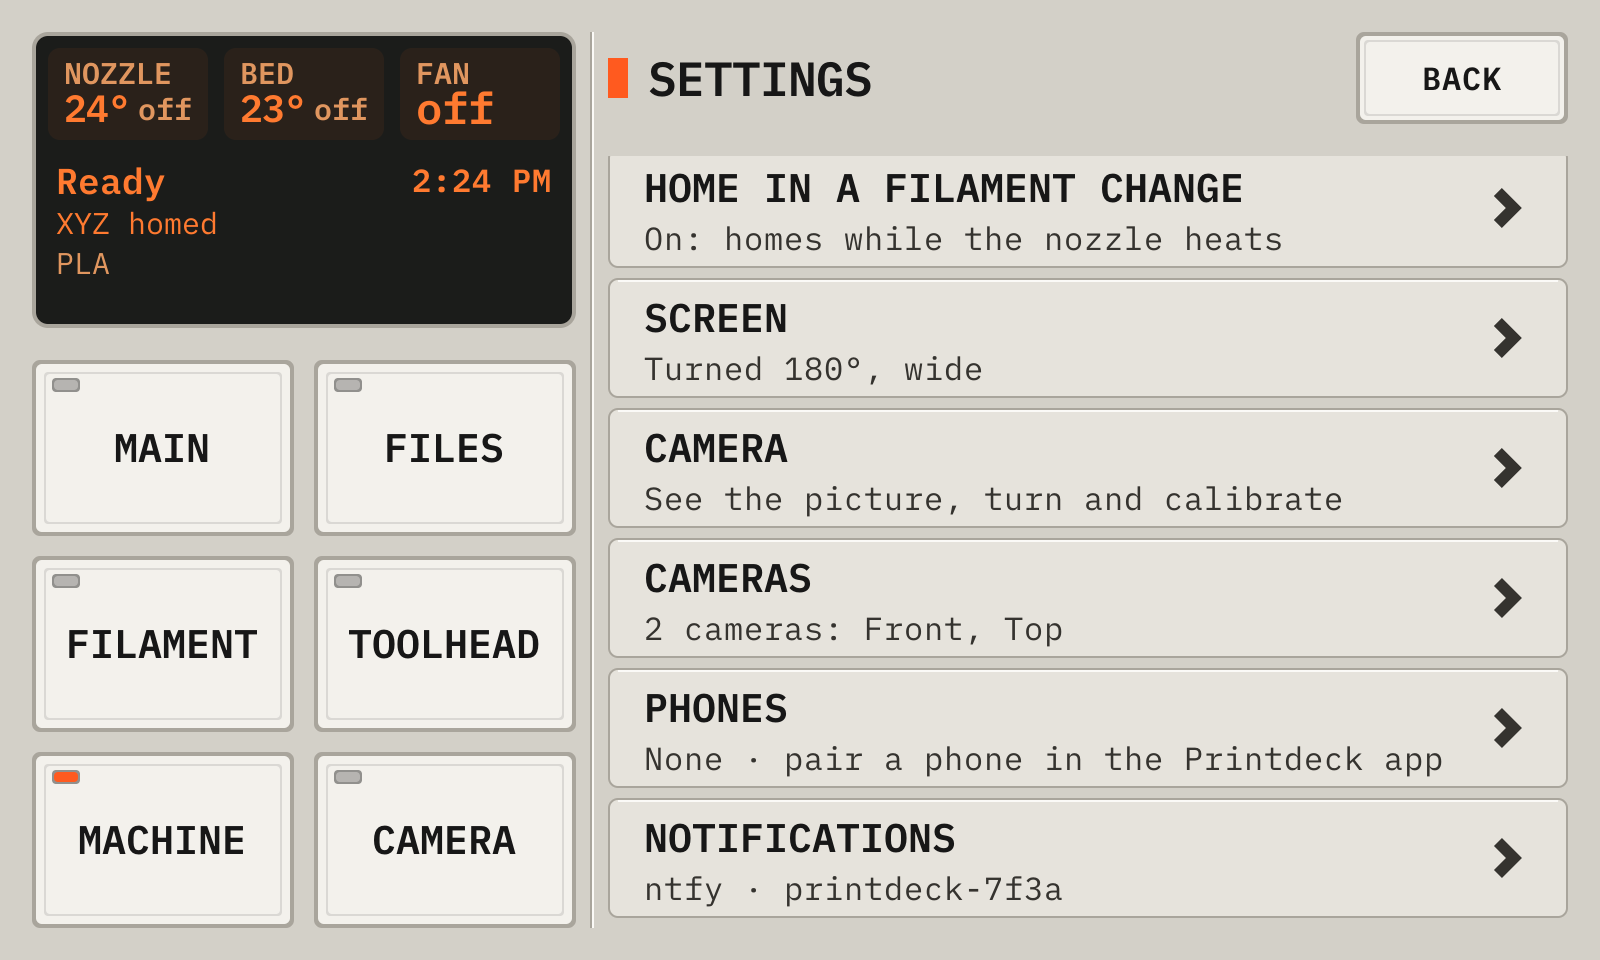 NOZZLE
24° off
BED
23° off
FAN
off
Ready
2:24 PM
XYZ homed
PLA
MAIN
FILES
FILAMENT
TOOLHEAD
MACHINE
CAMERA
SETTINGS
BACK
HOME IN A FILAMENT CHANGE
On: homes while the nozzle heats
SCREEN
Turned 180°, wide
CAMERA
See the picture, turn and calibrate
CAMERAS
2 cameras: Front, Top
PHONES
None · pair a phone in the Printdeck app
NOTIFICATIONS
ntfy · printdeck-7f3a